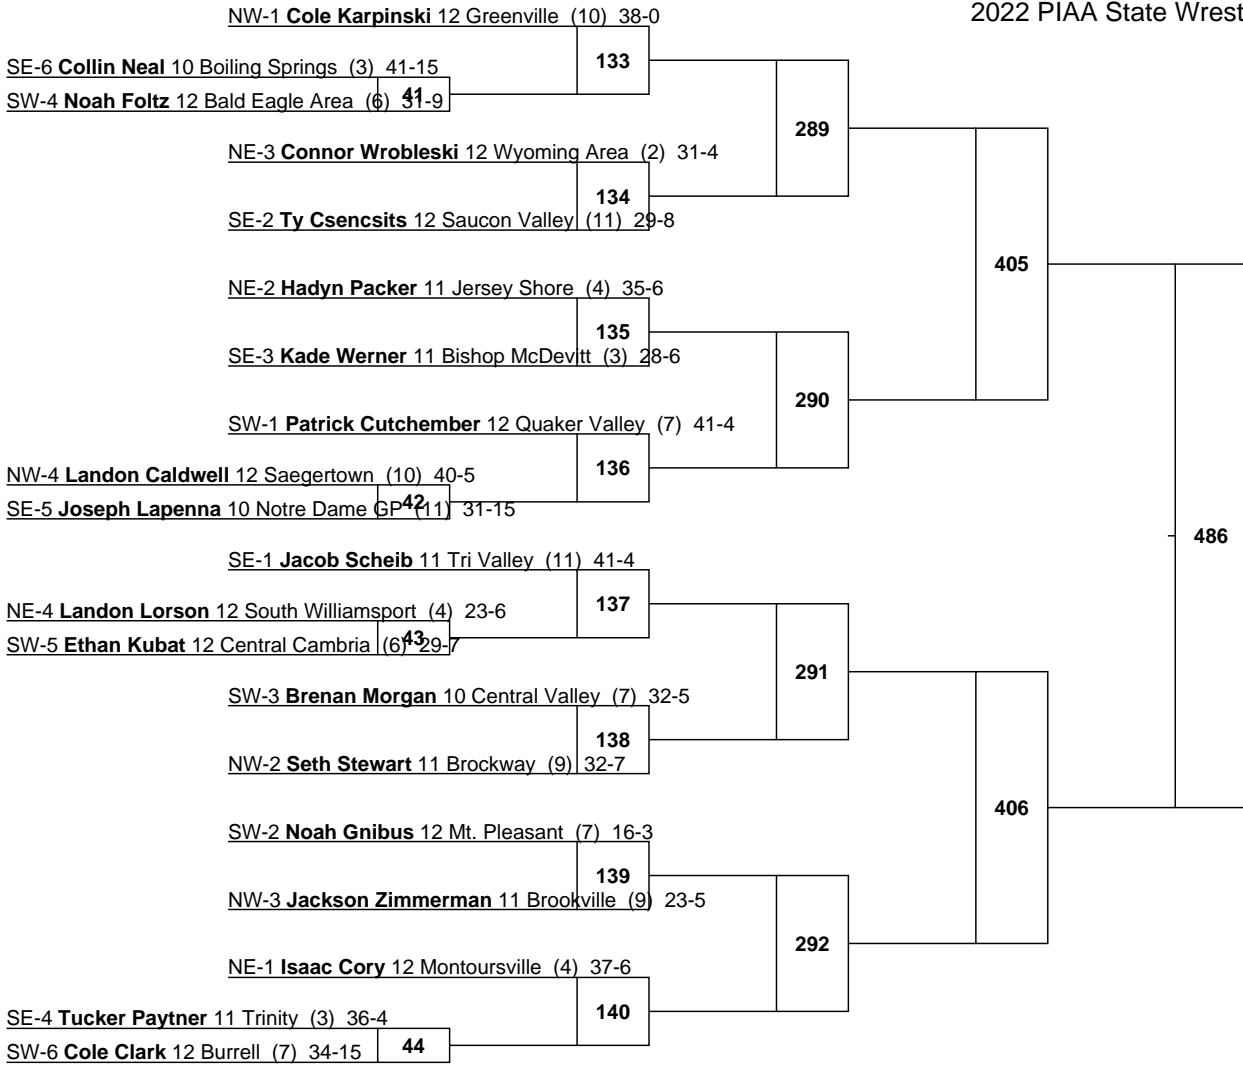 NW-1 Cole Karpinski 12 Greenville (10) 38-0
2022 PIAA State Wrest
133
SE-6 Collin Neal 10 Boiling Springs (3) 41-15
41
SW-4 Noah Foltz 12 Bald Eagle Area (6) 31-9
289
NE-3 Connor Wrobleski 12 Wyoming Area (2) 31-4
134
SE-2 Ty Csencsits 12 Saucon Valley (11) 29-8
405
NE-2 Hadyn Packer 11 Jersey Shore (4) 35-6
135
SE-3 Kade Werner 11 Bishop McDevitt (3) 28-6
290
SW-1 Patrick Cutchember 12 Quaker Valley (7) 41-4
136
NW-4 Landon Caldwell 12 Saegertown (10) 40-5
42
SE-5 Joseph Lapenna 10 Notre Dame GP (11) 31-15
486
SE-1 Jacob Scheib 11 Tri Valley (11) 41-4
137
NE-4 Landon Lorson 12 South Williamsport (4) 23-6
43
SW-5 Ethan Kubat 12 Central Cambria (6) 29-7
291
SW-3 Brenan Morgan 10 Central Valley (7) 32-5
138
NW-2 Seth Stewart 11 Brockway (9) 32-7
406
SW-2 Noah Gnibus 12 Mt. Pleasant (7) 16-3
139
NW-3 Jackson Zimmerman 11 Brookville (9) 23-5
292
NE-1 Isaac Cory 12 Montoursville (4) 37-6
140
SE-4 Tucker Paytner 11 Trinity (3) 36-4
44
SW-6 Cole Clark 12 Burrell (7) 34-15